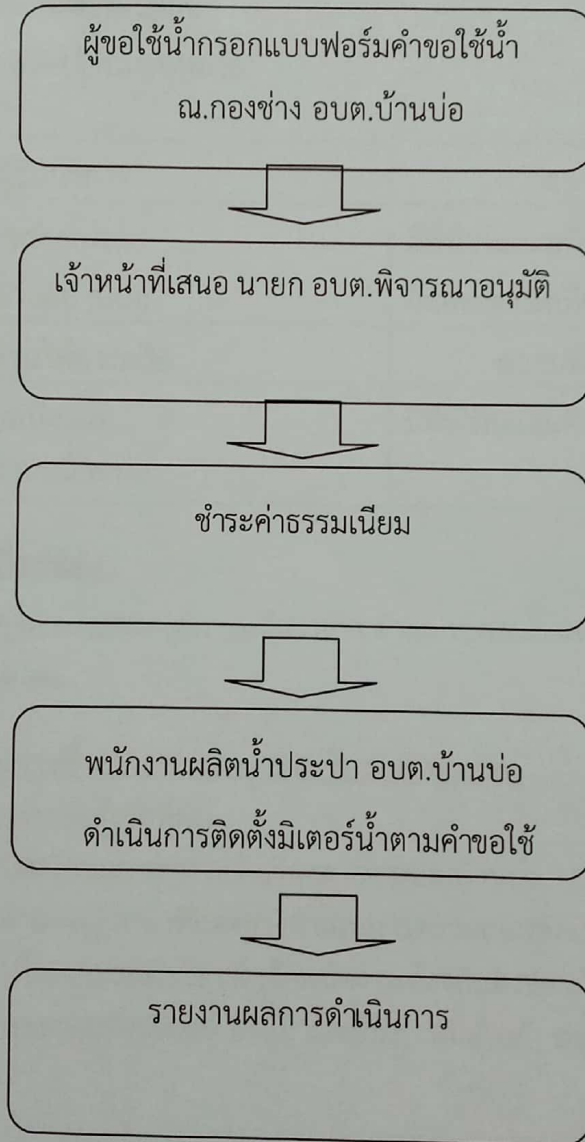 ผู้ขอใช้น้ำกรอกแบบฟอร์มคำขอใช้น้ำ
ณ.กองช่าง อบต.บ้านบ่อ
เจ้าหน้าที่เสนอ นายก อบต.พิจารณาอนุมัติ
ชำระค่าธรรมเนียม
พนักงานผลิตน้ำประปา อบต.บ้านบ่อ
ดำเนินการติดตั้งมิเตอร์น้ำตามคำขอใช้
รายงานผลการดำเนินการ